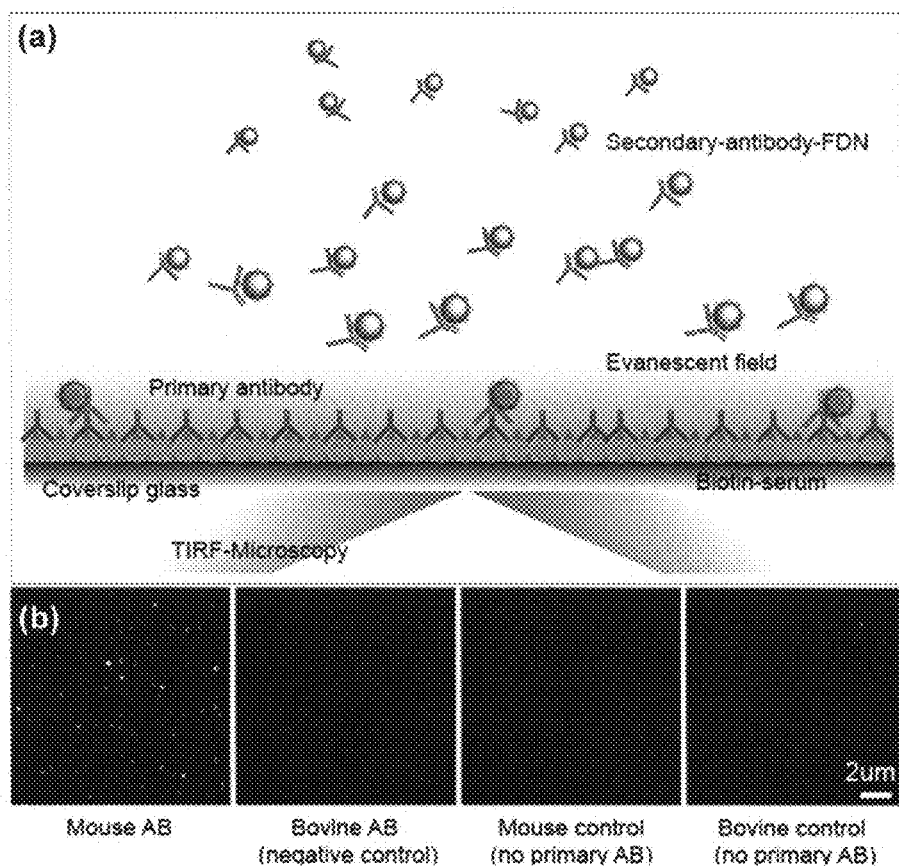 (a)
Secondary-antibody-FDN
Evanescent field
Primary antibody
Coverslip glass
Biotin-serum
TIRF-Microscopy
(b)
2um
Mouse AB
Bovine AB
(negative control)
Mouse control
(no primary AB)
Bovine control
(no primary AB)